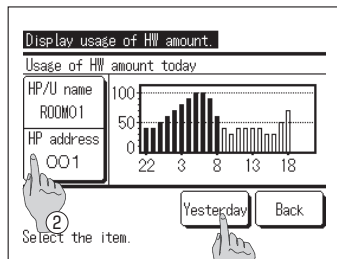 Display usage of HW amount.
Usage of HW amount today
HP/U name
ROOM01
HP address
001
100
50
0
22 3 8 13 18
②
Yesterday Back
Select the item.